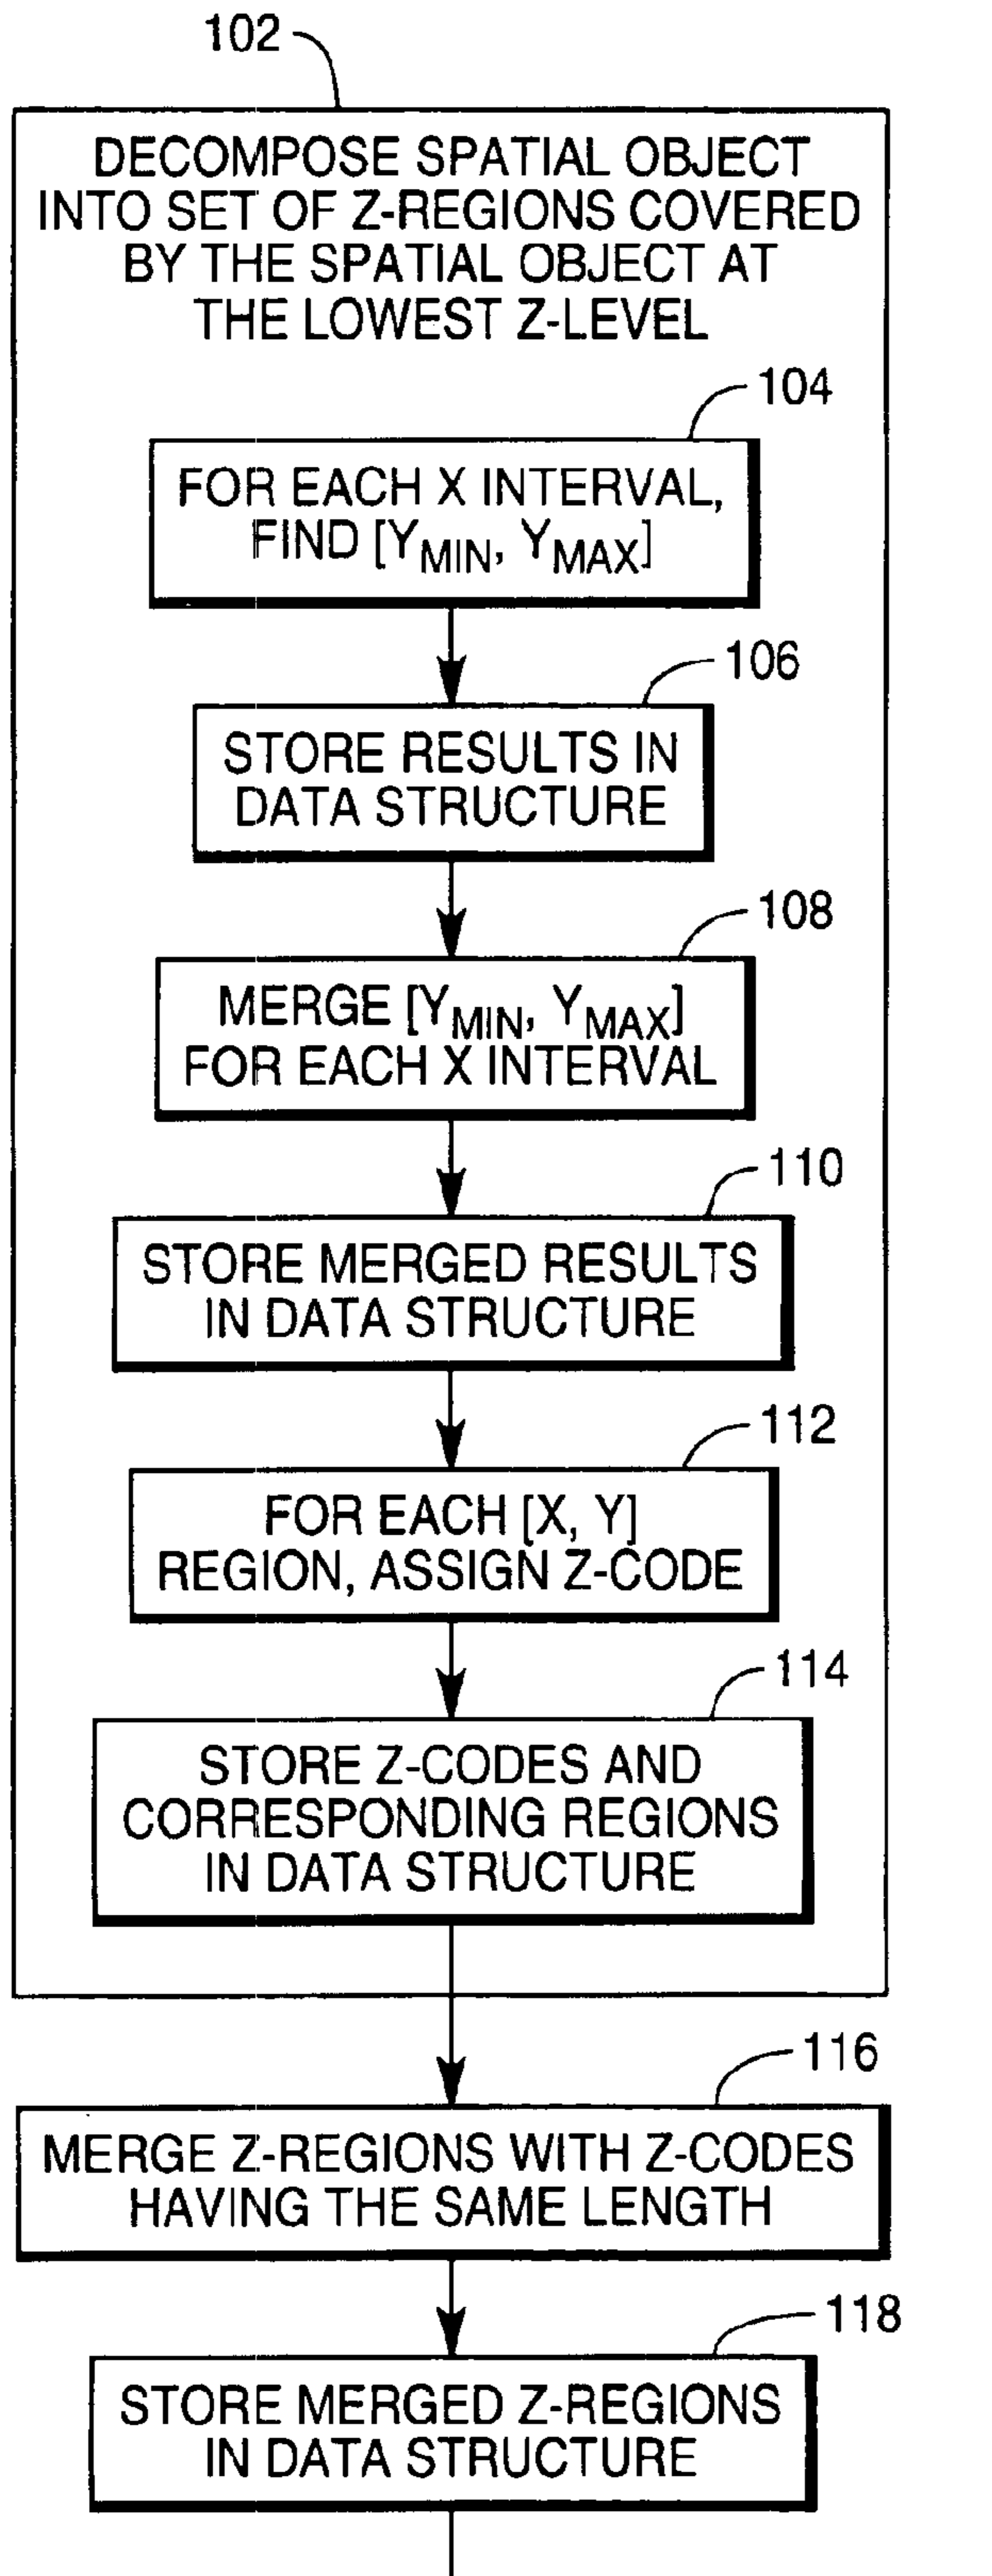 102
DECOMPOSE SPATIAL OBJECT
INTO SET OF Z-REGIONS COVERED
BY THE SPATIAL OBJECT AT
THE LOWEST Z-LEVEL
104
FOR EACH X INTERVAL,
FIND [YMIN, YMAX]
106
STORE RESULTS IN
DATA STRUCTURE
108
MERGE [YMIN, YMAX]
FOR EACH X INTERVAL
110
STORE MERGED RESULTS
IN DATA STRUCTURE
112
FOR EACH [X, Y]
REGION, ASSIGN Z-CODE
114
STORE Z-CODES AND
CORRESPONDING REGIONS
IN DATA STRUCTURE
116
MERGE Z-REGIONS WITH Z-CODES
HAVING THE SAME LENGTH
118
STORE MERGED Z-REGIONS
IN DATA STRUCTURE